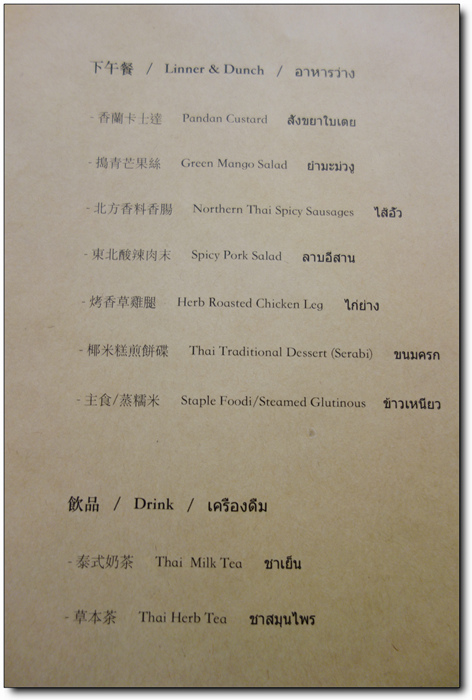 下午餐 / Linner & Dunch / อาหารว่าง
- 香蘭卡士達 Pandan Custard สังขยาใบเตย
- 搗青芒果絲 Green Mango Salad ยำมะม่วง
- 北方香料香腸 Northern Thai Spicy Sausages ไส้อั่ว
- 東北酸辣肉末 Spicy Pork Salad ลาบอีสาน
- 烤香草雞腿 Herb Roasted Chicken Leg ไก่ย่าง
- 椰米糕煎餅碟 Thai Traditional Dessert (Serabi) ขนมครก
- 主食/蒸糯米 Staple Foodi/Steamed Glutinous ข้าวเหนียว
飲品 / Drink / เครื่องดื่ม
- 泰式奶茶 Thai Milk Tea ชาเย็น
- 草本茶 Thai Herb Tea ชาสมุนไพร